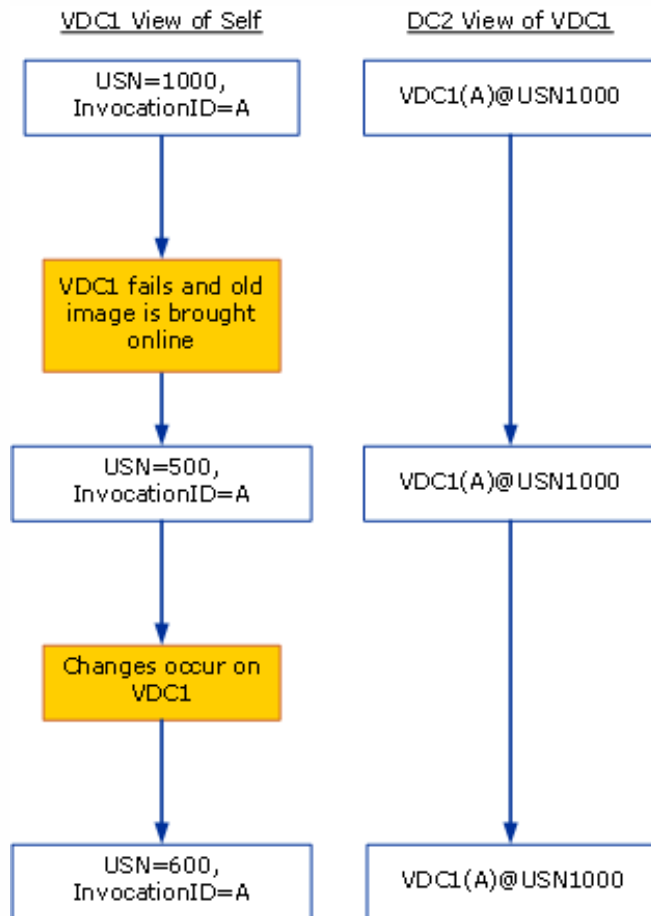 VDC1 View of Self
DC2 View of VDC1
USN=1000,
InvocationID=A
VDC1(A)@USN1000
VDC1 fails and old
image is brought
online
USN=500,
InvocationID=A
VDC1(A)@USN1000
Changes occur on
VDC1
USN=600,
InvocationID=A
VDC1(A)@USN1000